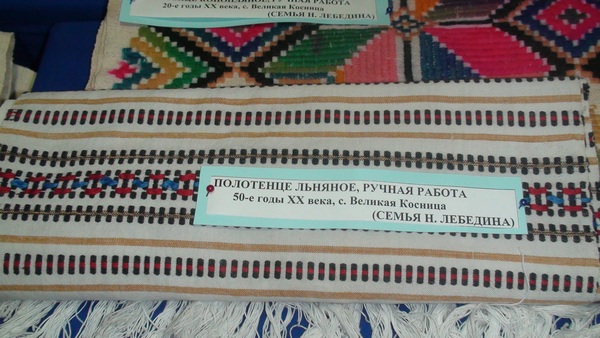 20-е годы XX века, с. Великая Косница
(СЕМЬЯ Н. ЛЕБЕДИНА)
ПОЛОТЕНЦЕ ЛЬНЯНОЕ, РУЧНАЯ РАБОТА
50-е годы XX века, с. Великая Косница
(СЕМЬЯ Н. ЛЕБЕДИНА)